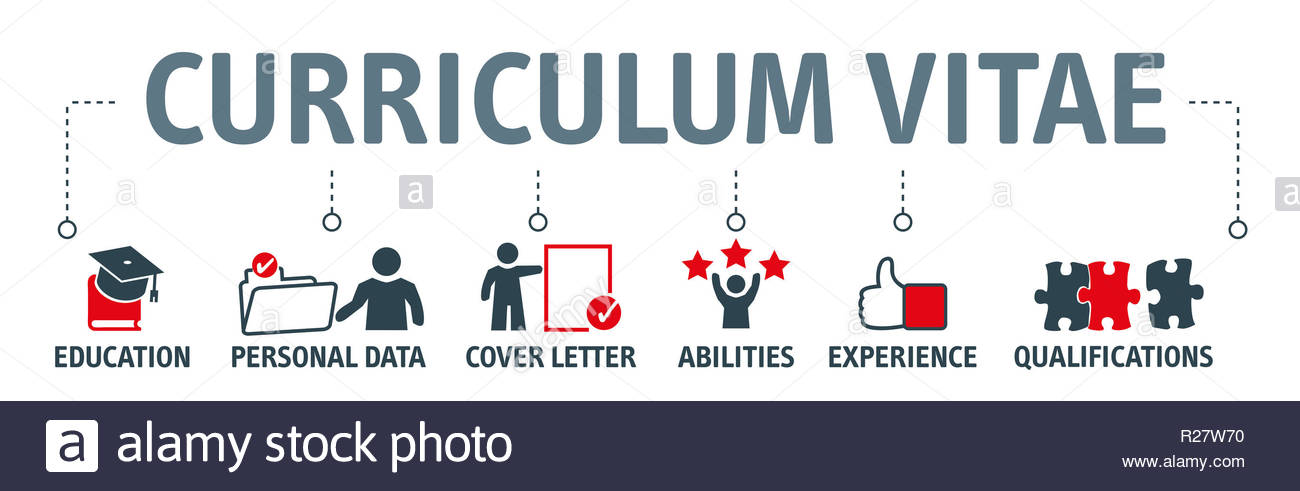 CURRICULUM VITAE
EDUCATION
PERSONAL DATA
COVER LETTER
ABILITIES
EXPERIENCE
QUALIFICATIONS
a
a
a
a
a
a alamy stock photo
R27W70
www.alamy.com